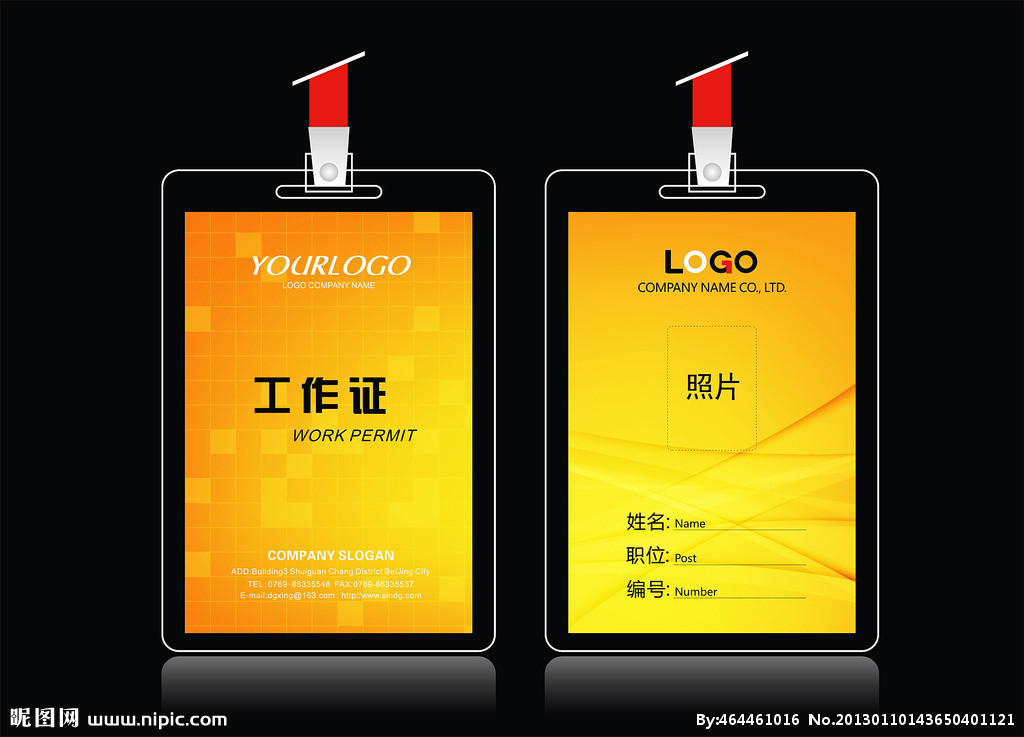 YOURLOGO
LOGO COMPANY NAME
工作证
WORK PERMIT
COMPANY SLOGAN
ADD:Building3 Shuiguan Chang District BeiJing City
TEL:0769-86335548 FAX:0769-86335537
E-mail:dgxing@163.com http//www.sindg.com
LOGO
COMPANY NAME CO., LTD.
照片
姓名: Name
职位: Post
编号: Number
昵图网 www.nipic.com
By:464461016 No.20130110143650401121